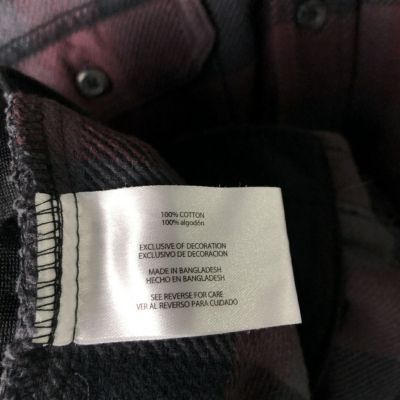 100% COTTON
100% algodón
EXCLUSIVE OF DECORATION
EXCLUSIVO DE DECORACION
MADE IN BANGLADESH
HECHO EN BANGLADESH
SEE REVERSE FOR CARE
VER AL REVERSO PARA CUIDADO